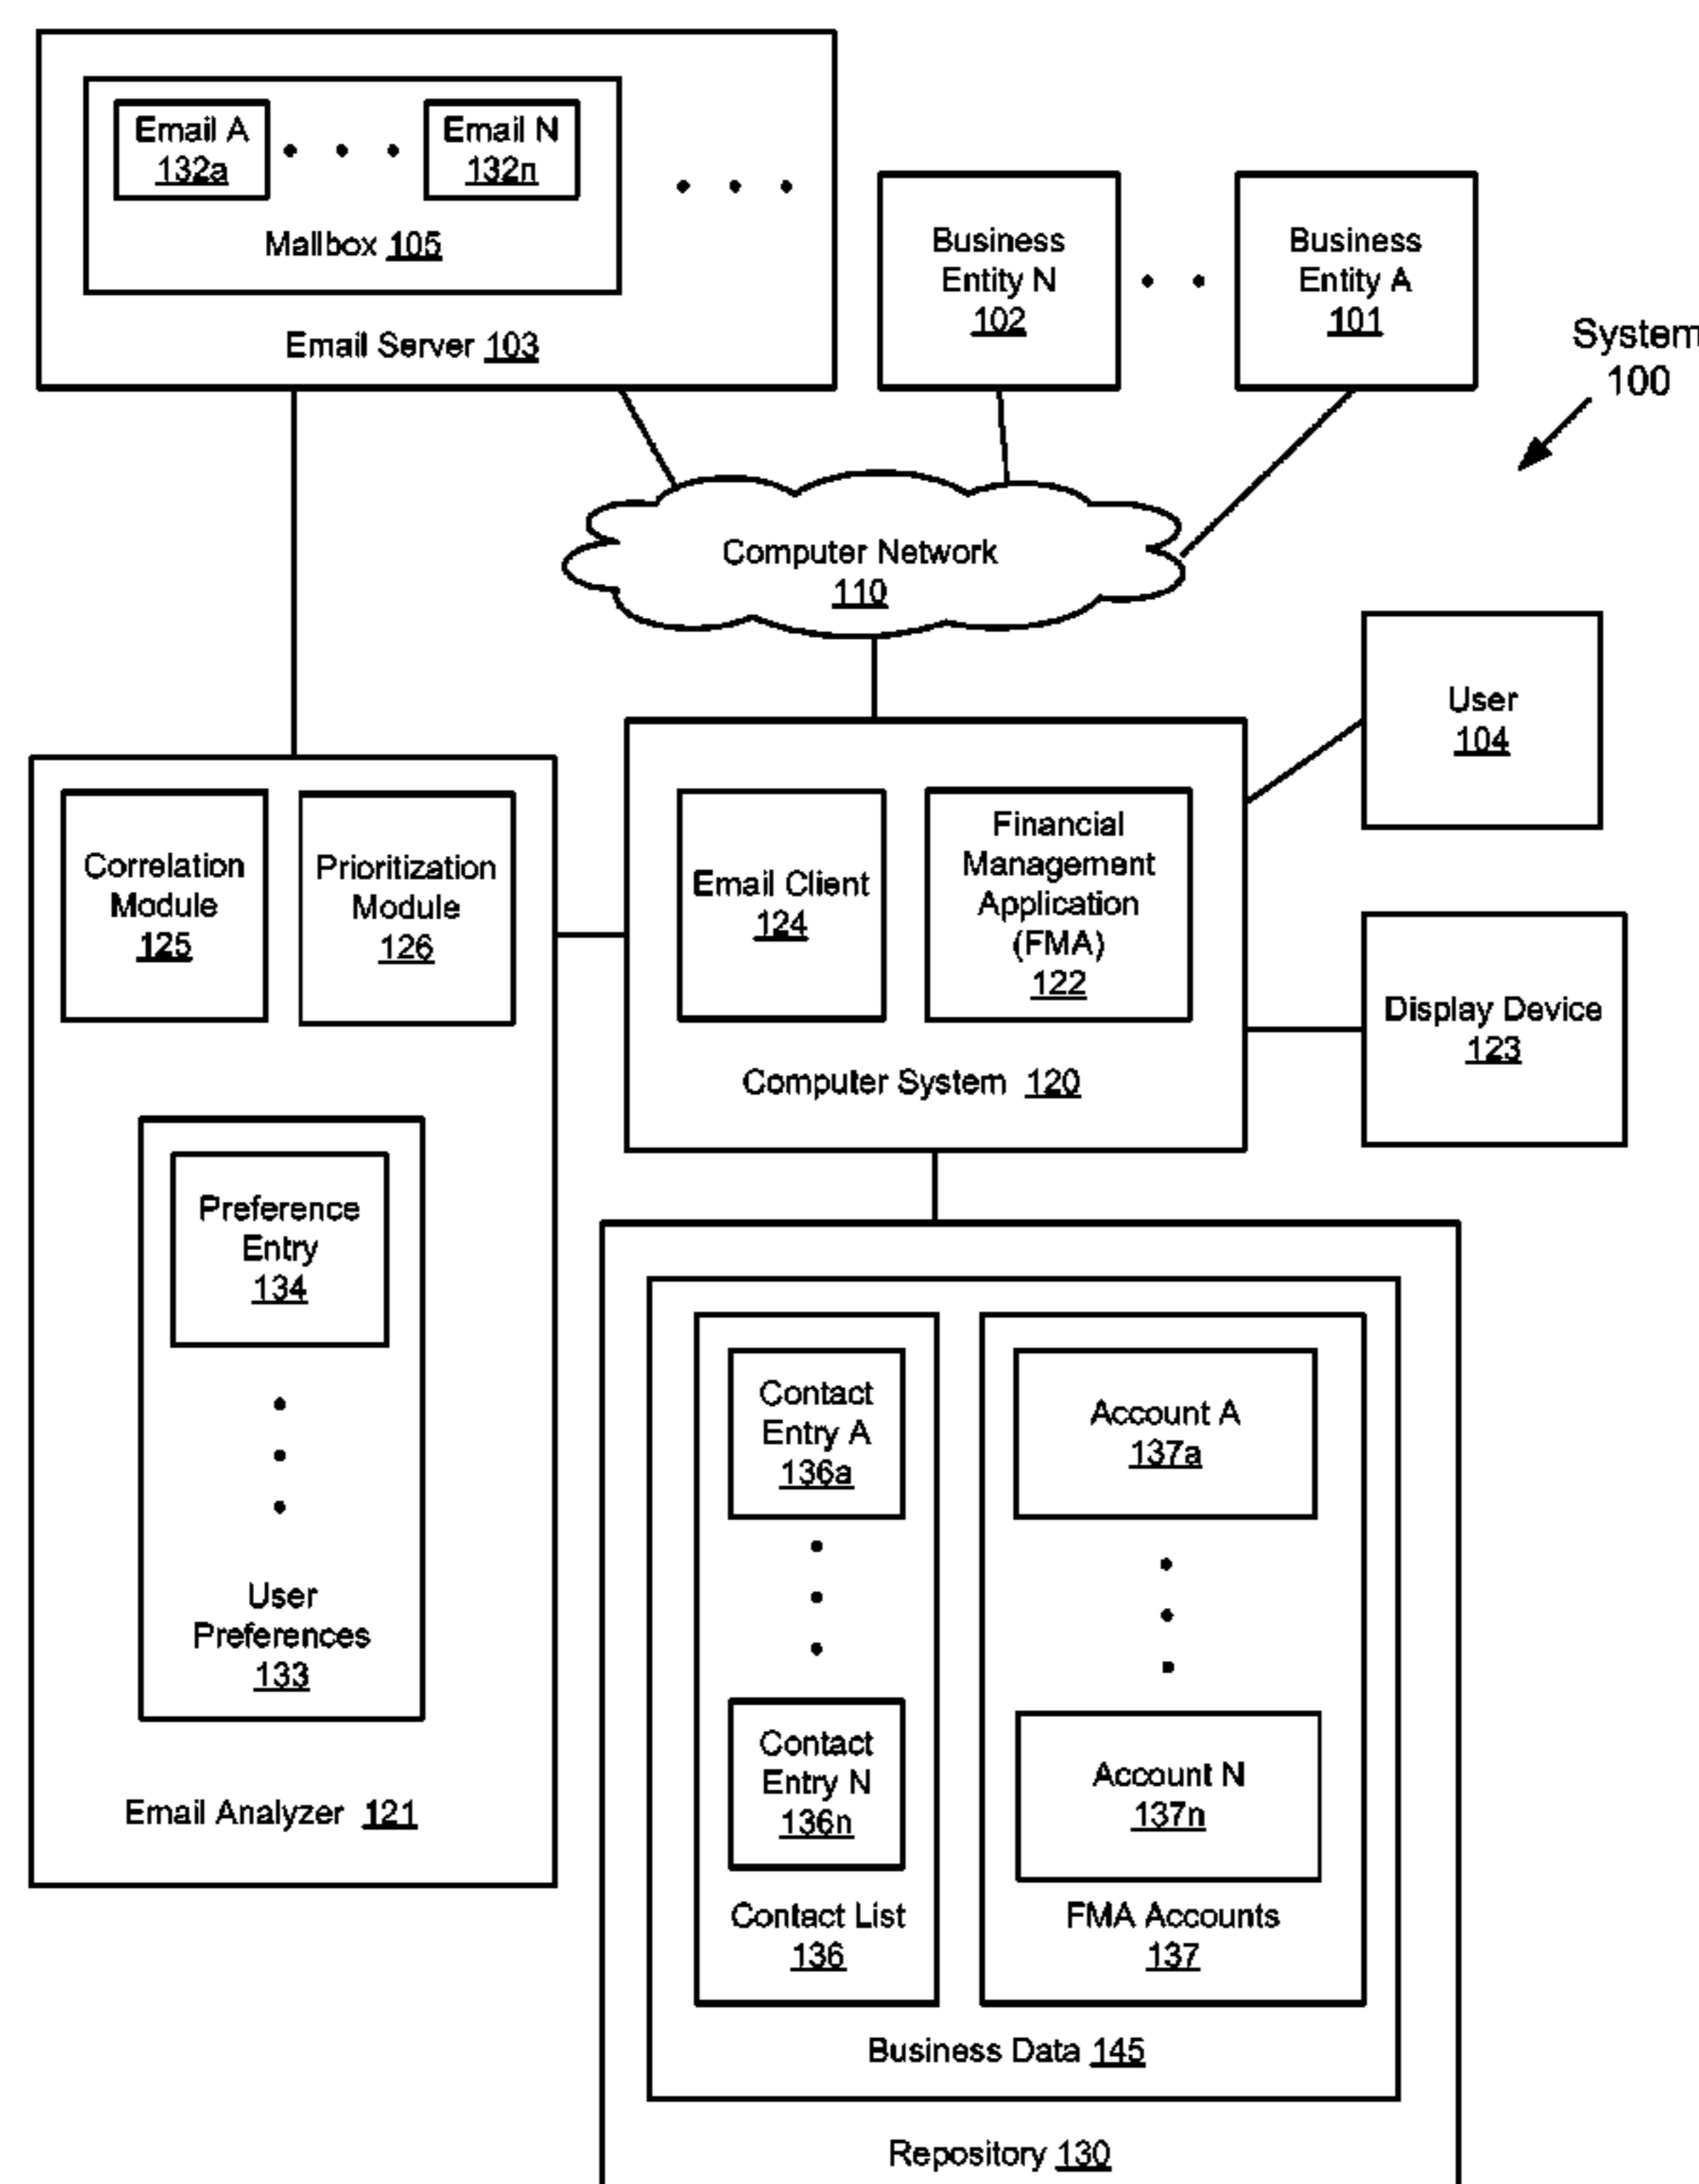 Email A
132a
Email N
132n
Mailbox 105
Email Server 103
Business
Entity N
102
Business
Entity A
101
System
100
Computer Network
110
User
104
Correlation
Module
125
Prioritization
Module
126
Email Client
124
Financial
Management
Application
(FMA)
122
Computer System 120
Display Device
123
Preference
Entry
134
User
Preferences
133
Email Analyzer 121
Contact
Entry A
136a
Contact
Entry N
136n
Contact List
136
Account A
137a
Account N
137n
FMA Accounts
137
Business Data 145
Repository 130